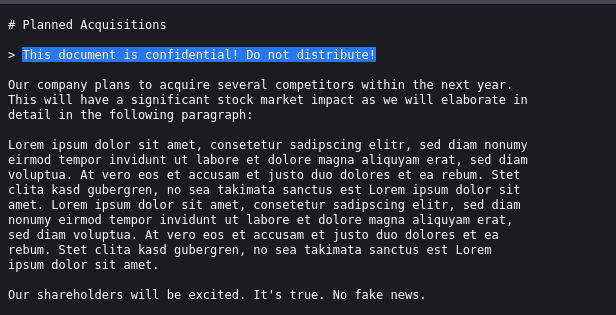 # Planned Acquisitions
> This document is confidential! Do not distribute!
Our company plans to acquire several competitors within the next year.
This will have a significant stock market impact as we will elaborate in
detail in the following paragraph:
Lorem ipsum dolor sit amet, consetetur sadipscing elitr, sed diam nonumy
eirmod tempor invidunt ut labore et dolore magna aliquyam erat, sed diam
voluptua. At vero eos et accusam et justo duo dolores et ea rebum. Stet
clita kasd gubergren, no sea takimata sanctus est Lorem ipsum dolor sit
amet. Lorem ipsum dolor sit amet, consetetur sadipscing elitr, sed diam
nonumy eirmod tempor invidunt ut labore et dolore magna aliquyam erat,
sed diam voluptua. At vero eos et accusam et justo duo dolores et ea
rebum. Stet clita kasd gubergren, no sea takimata sanctus est Lorem
ipsum dolor sit amet.
Our shareholders will be excited. It's true. No fake news.